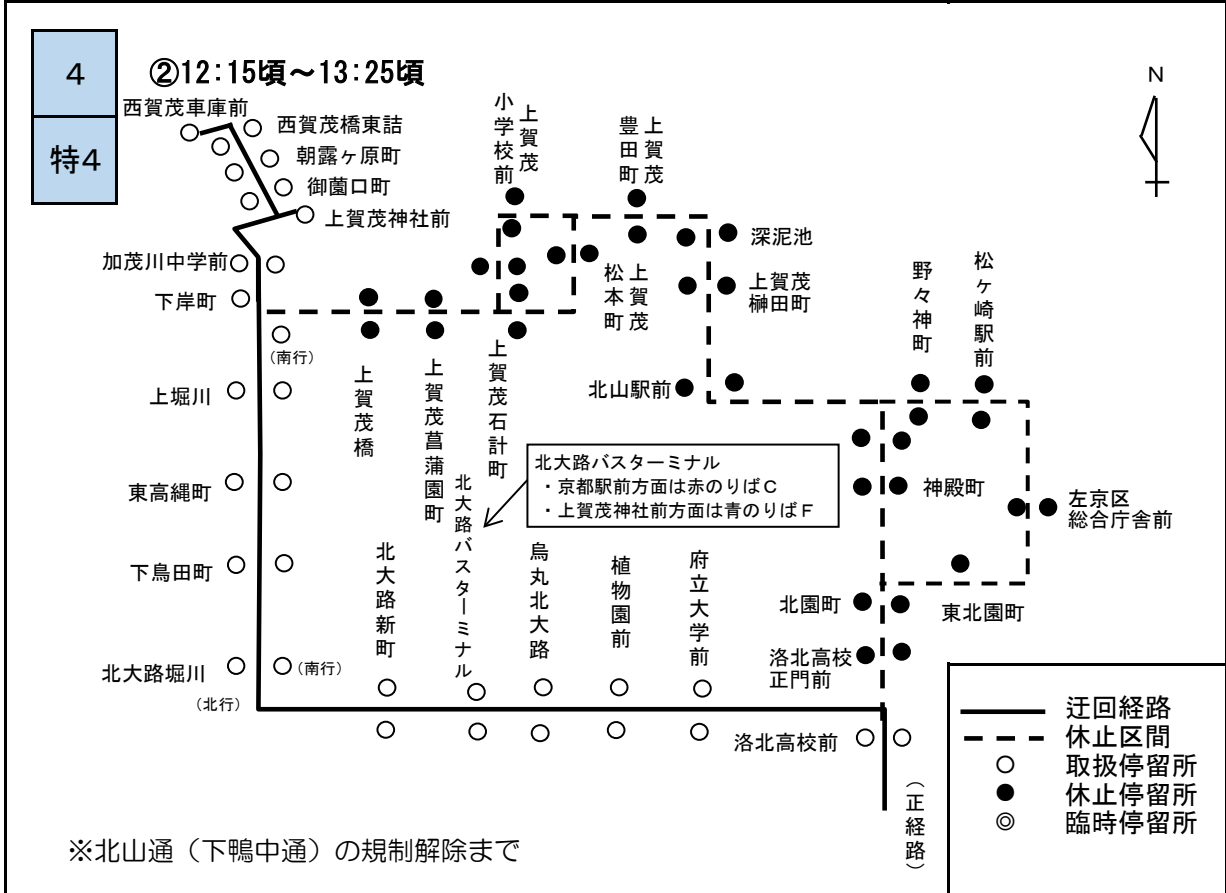 4
特4
②12:15頃～13:25頃
N
西賀茂車庫前
西賀茂橋東詰
朝露ヶ原町
御薗口町
上賀茂神社前
加茂川中学前
下岸町
(南行)
上堀川
東高縄町
下鳥田町
北大路堀川
(北行)
(南行)
上賀茂
小学校前
上賀茂
豊田町
深泥池
上賀茂
榊田町
上賀茂
松本町
上賀茂橋
上賀茂菖蒲園町
上賀茂石計町
北山駅前
野々神町
松ヶ崎駅前
神殿町
左京区
総合庁舎前
北園町
東北園町
洛北高校
正門前
北大路バスターミナル
・京都駅前方面は赤のりばC
・上賀茂神社前方面は青のりばF
北大路新町
北大路バスターミナル
烏丸北大路
植物園前
府立大学前
洛北高校前
(正経路)
迂回経路
休止区間
取扱停留所
休止停留所
臨時停留所
※北山通（下鴨中通）の規制解除まで